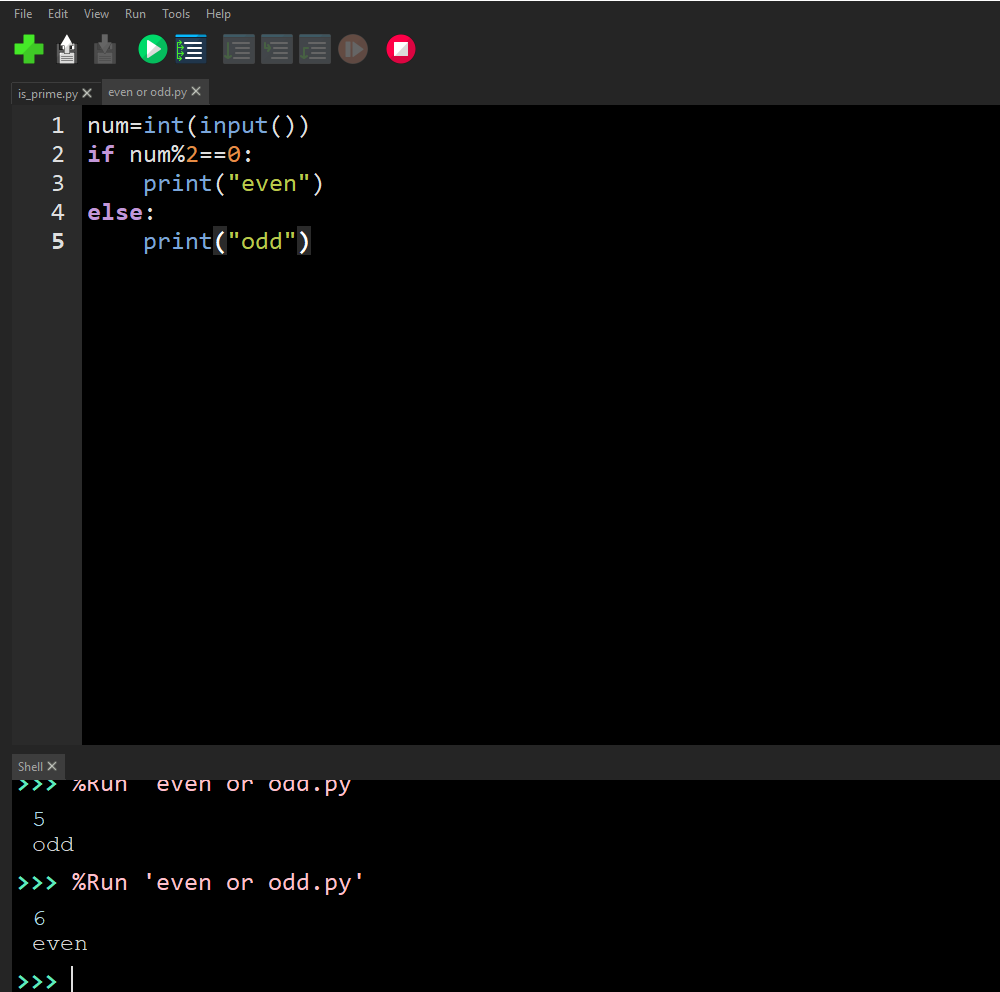 File Edit View Run Tools Help
is_prime.py even or odd.py
1 num=int(input())
2 if num%2==0:
3     print("even")
4 else:
5     print("odd")
Shell
>>> %Run 'even or odd.py'
5
odd
>>> %Run 'even or odd.py'
6
even
>>>